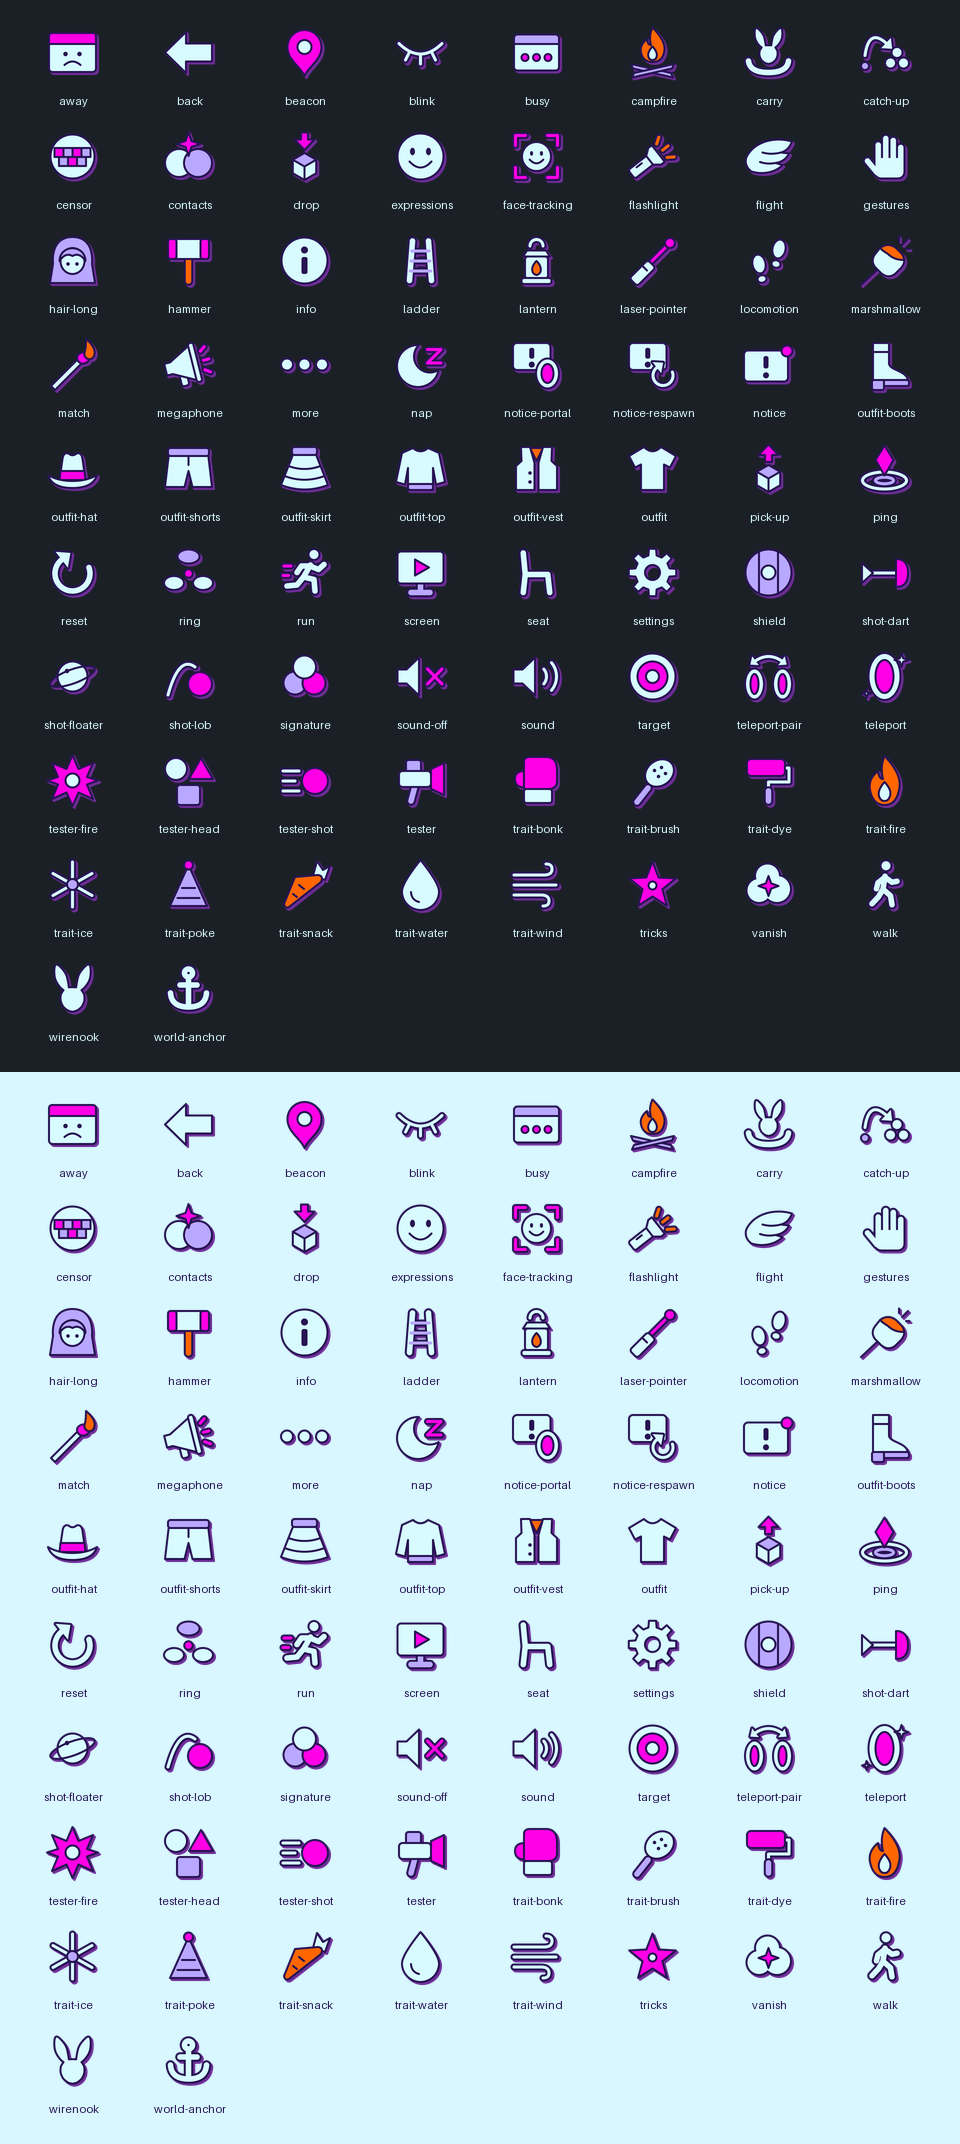 away back beacon blink busy campfire carry catch-up
censor contacts drop expressions face-tracking flashlight flight gestures
hair-long hammer info ladder lantern laser-pointer locomotion marshmallow
match megaphone more nap notice-portal notice-respawn notice outfit-boots
outfit-hat outfit-shorts outfit-skirt outfit-top outfit-vest outfit pick-up ping
reset ring run screen seat settings shield shot-dart
shot-floater shot-lob signature sound-off sound target teleport-pair teleport
tester-fire tester-head tester-shot tester trait-bonk trait-brush trait-dye trait-fire
trait-ice trait-poke trait-snack trait-water trait-wind tricks vanish walk
wirenook world-anchor
away back beacon blink busy campfire carry catch-up
censor contacts drop expressions face-tracking flashlight flight gestures
hair-long hammer info ladder lantern laser-pointer locomotion marshmallow
match megaphone more nap notice-portal notice-respawn notice outfit-boots
outfit-hat outfit-shorts outfit-skirt outfit-top outfit-vest outfit pick-up ping
reset ring run screen seat settings shield shot-dart
shot-floater shot-lob signature sound-off sound target teleport-pair teleport
tester-fire tester-head tester-shot tester trait-bonk trait-brush trait-dye trait-fire
trait-ice trait-poke trait-snack trait-water trait-wind tricks vanish walk
wirenook world-anchor